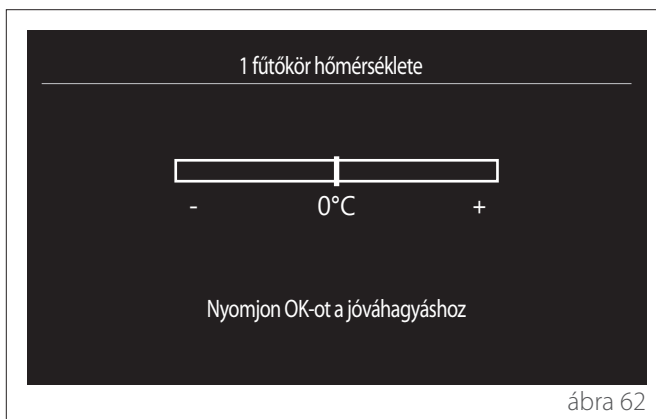 1 fűtőkör hőmérséklete
- 0°C +
Nyomjon OK-ot a jóváhagyáshoz
ábra 62